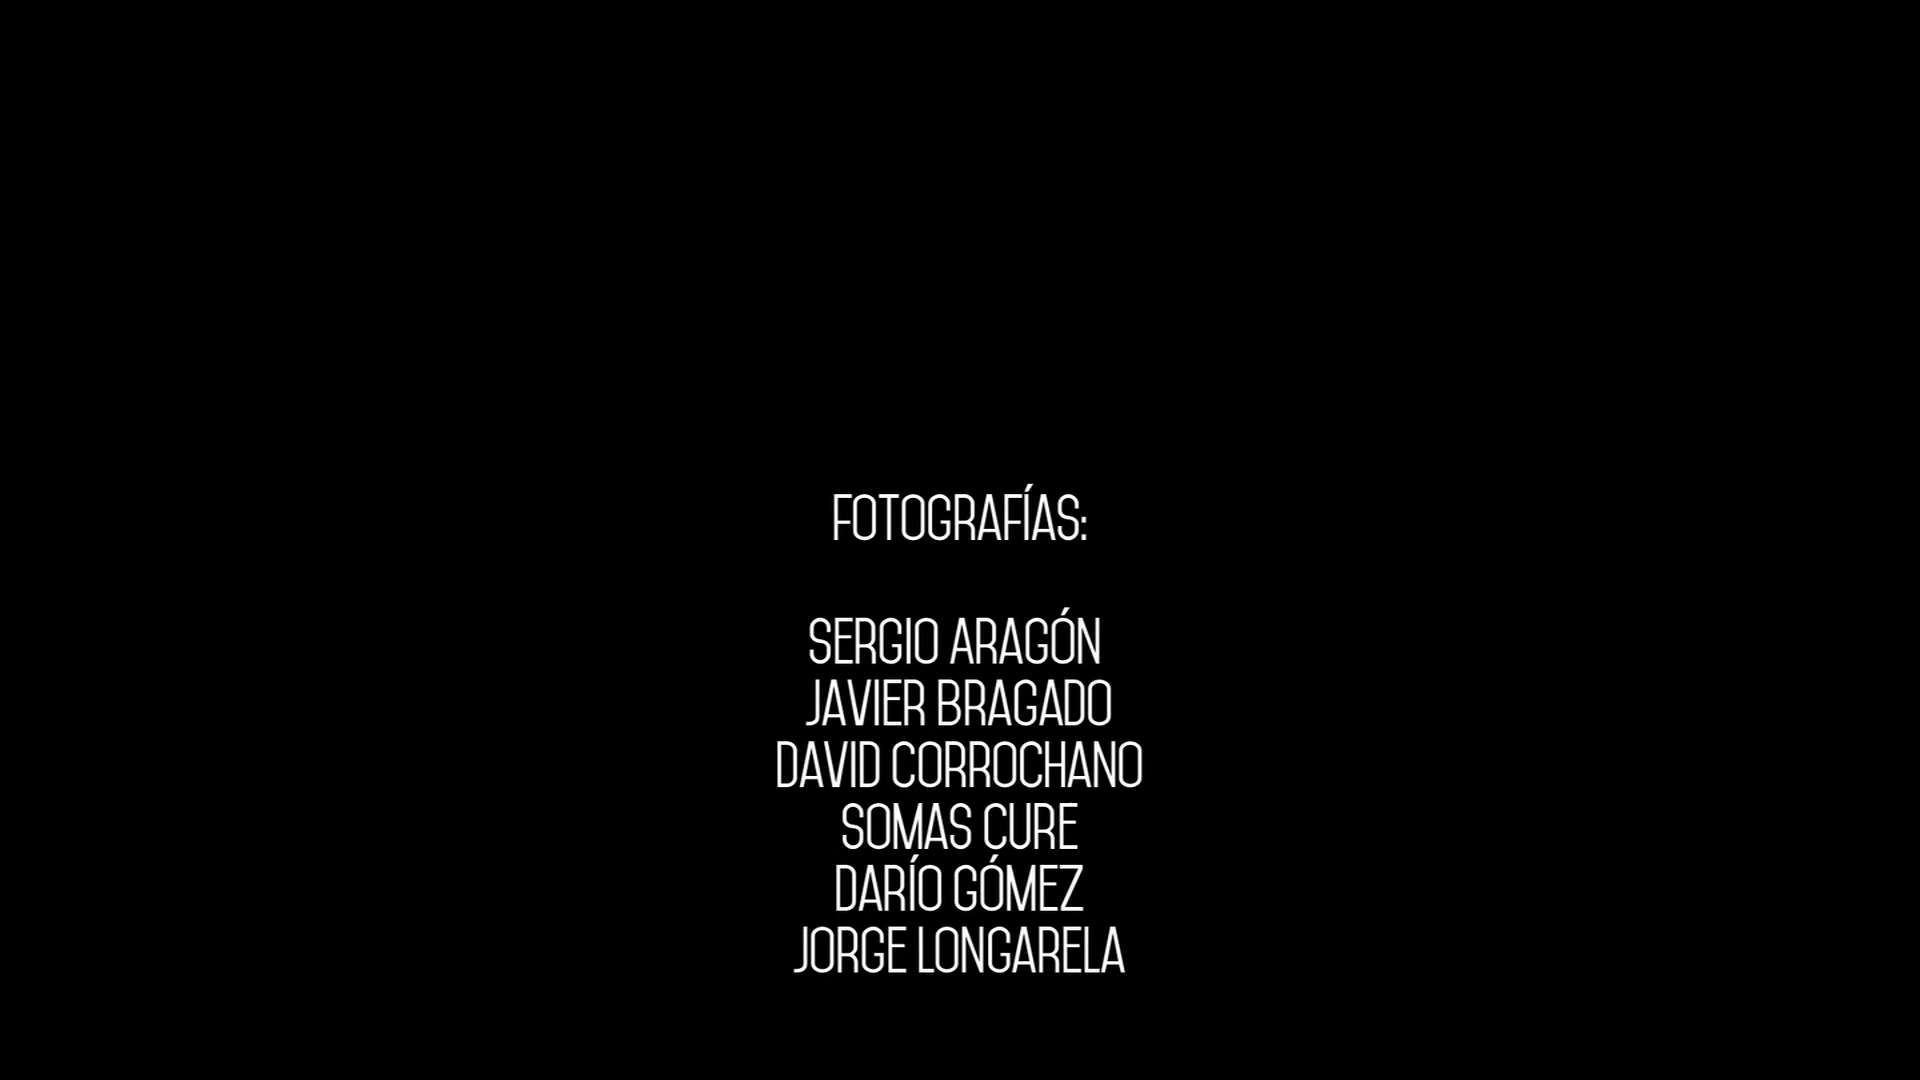 FOTOGRAFÍAS:
SERGIO ARAGÓN
JAVIER BRAGADO
DAVID CORROCHANO
SOMAS CURE
DARÍO GÓMEZ
JORGE LONGARELA